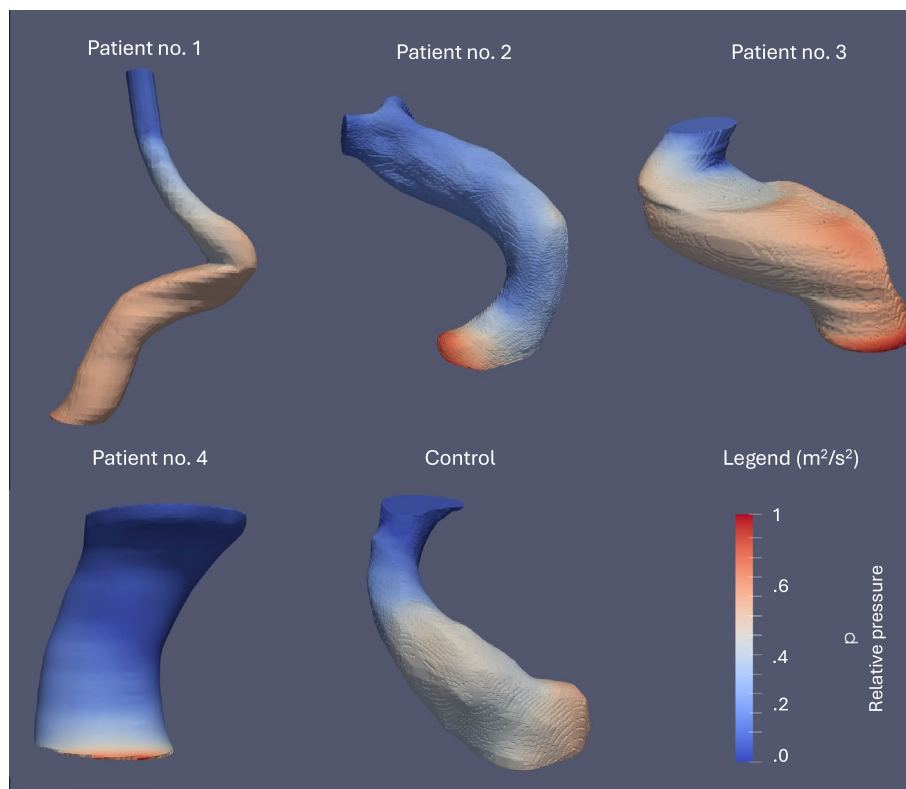 Patient no. 1
Patient no. 2
Patient no. 3
Patient no. 4
Control
Legend (m²/s²)
1
.6
.4
.2
.0
p
Relative pressure